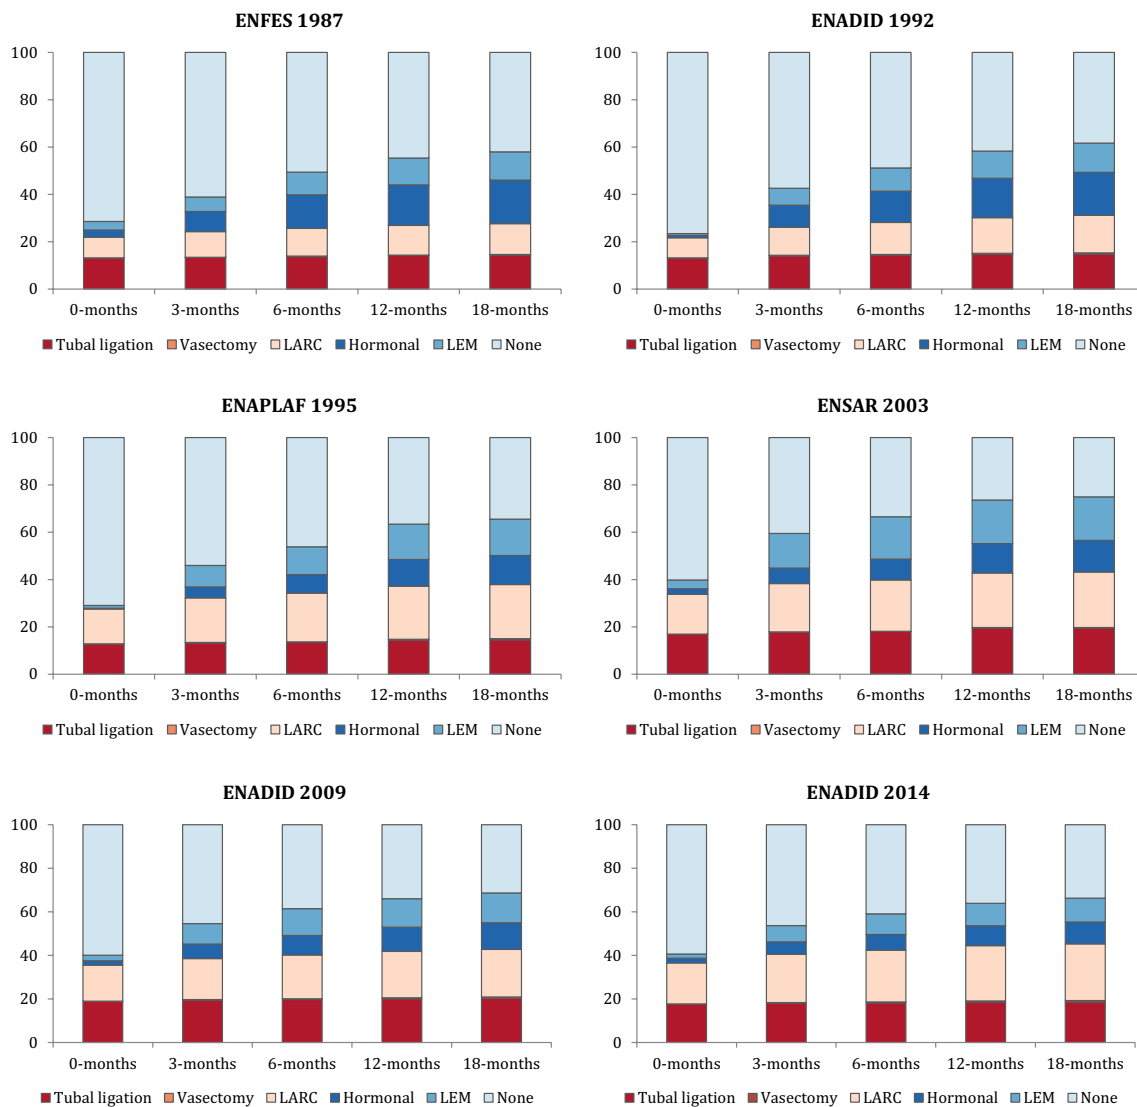 ENFES 1987
100
80
60
40
20
0
0-months 3-months 6-months 12-months 18-months
Tubal ligation Vasectomy LARC Hormonal LEM None
ENADID 1992
100
80
60
40
20
0
0-months 3-months 6-months 12-months 18-months
Tubal ligation Vasectomy LARC Hormonal LEM None
ENAPLAF 1995
100
80
60
40
20
0
0-months 3-months 6-months 12-months 18-months
Tubal ligation Vasectomy LARC Hormonal LEM None
ENSAR 2003
100
80
60
40
20
0
0-months 3-months 6-months 12-months 18-months
Tubal ligation Vasectomy LARC Hormonal LEM None
ENADID 2009
100
80
60
40
20
0
0-months 3-months 6-months 12-months 18-months
Tubal ligation Vasectomy LARC Hormonal LEM None
ENADID 2014
100
80
60
40
20
0
0-months 3-months 6-months 12-months 18-months
Tubal ligation Vasectomy LARC Hormonal LEM None